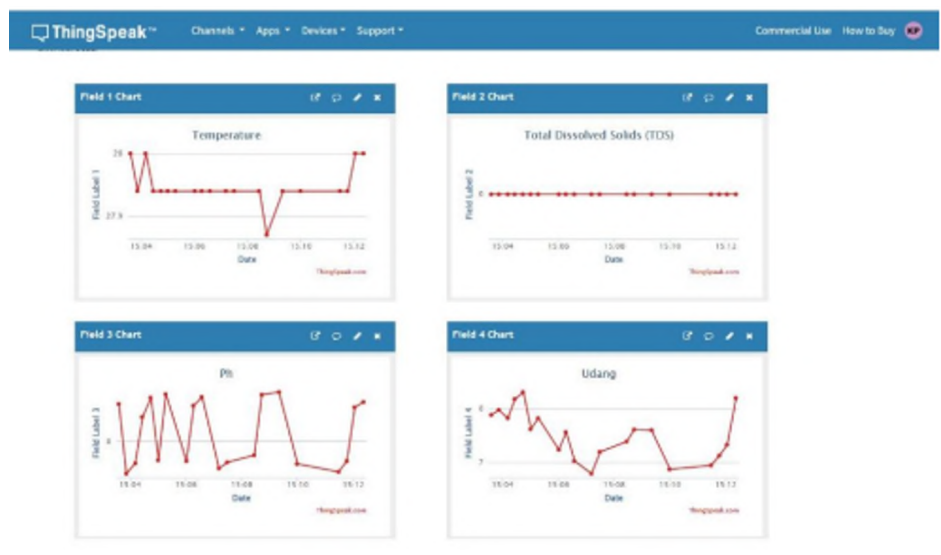 ThingSpeak™ Channels Apps Devices Support Commercial Use How to Buy KP
Field 1 Chart
Temperature
28
27.5
Field Label 1
15:04 15:06 15:08 15:10 15:12
Date
ThingSpeak.com
Field 2 Chart
Total Dissolved Solids (TDS)
Field Label 2
15:04 15:06 15:08 15:10 15:12
Date
ThingSpeak.com
Field 3 Chart
Ph
Field Label 3
15:04 15:06 15:08 15:10 15:12
Date
ThingSpeak.com
Field 4 Chart
Udang
7
Field Label 4
15:04 15:06 15:08 15:10 15:12
Date
ThingSpeak.com